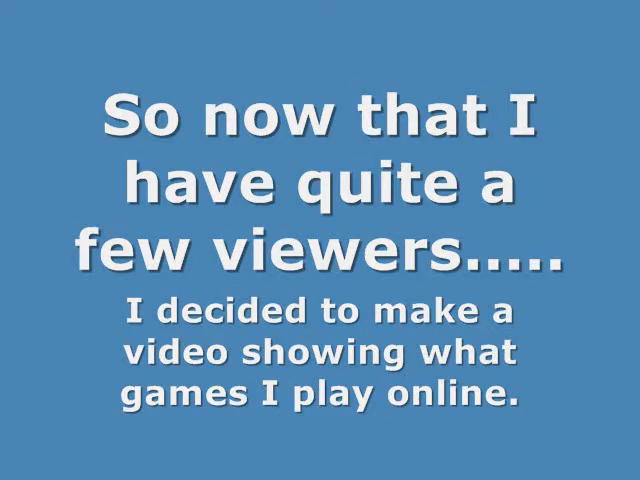 So now that I
have quite a
few viewers.....
I decided to make a
video showing what
games I play online.